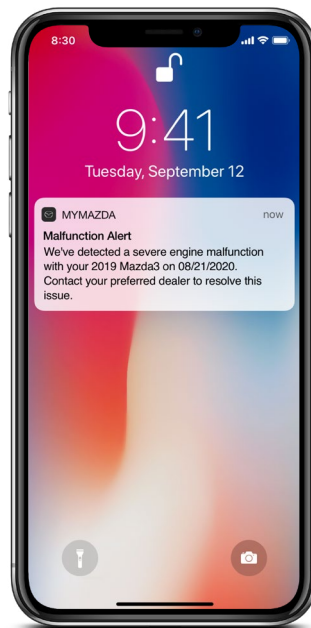 8:30
9:41
Tuesday, September 12
MYMAZDA
now
Malfunction Alert
We've detected a severe engine malfunction
with your 2019 Mazda3 on 08/21/2020.
Contact your preferred dealer to resolve this
issue.